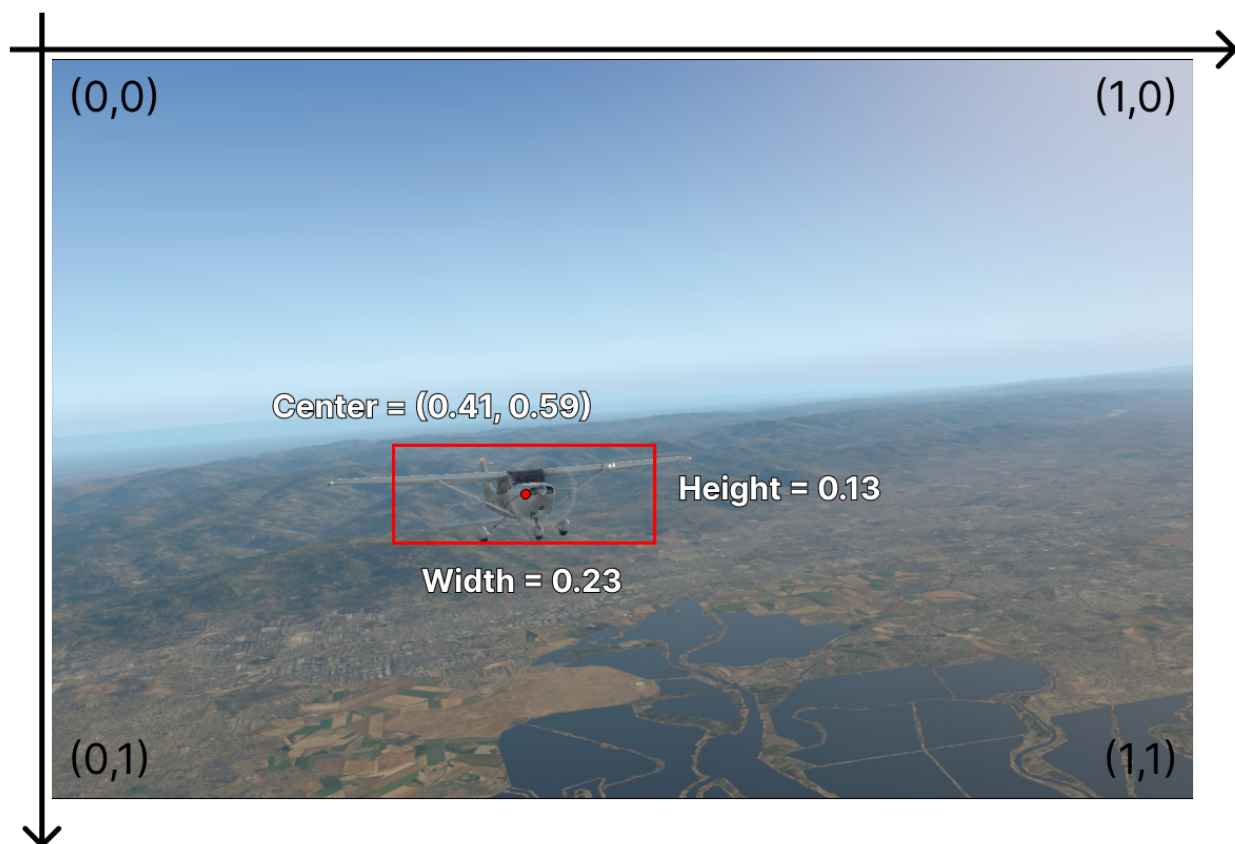 (0,0)
(1,0)
Center = (0.41, 0.59)
Height = 0.13
Width = 0.23
(0,1)
(1,1)